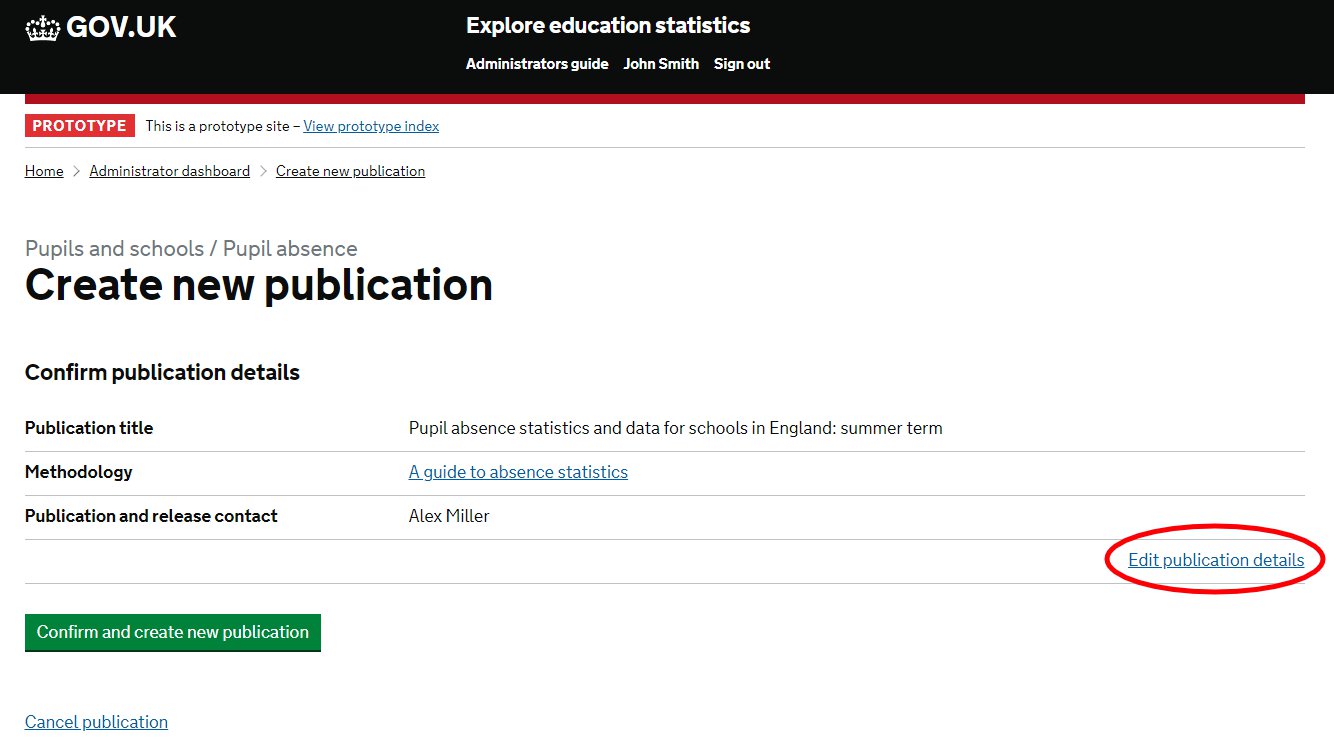 GOV.UK
Explore education statistics
Administrators guide John Smith Sign out
PROTOTYPE This is a prototype site – View prototype index
Home > Administrator dashboard > Create new publication
Pupils and schools / Pupil absence
Create new publication
Confirm publication details
Publication title Pupil absence statistics and data for schools in England: summer term
Methodology A guide to absence statistics
Publication and release contact Alex Miller
Edit publication details
Confirm and create new publication
Cancel publication